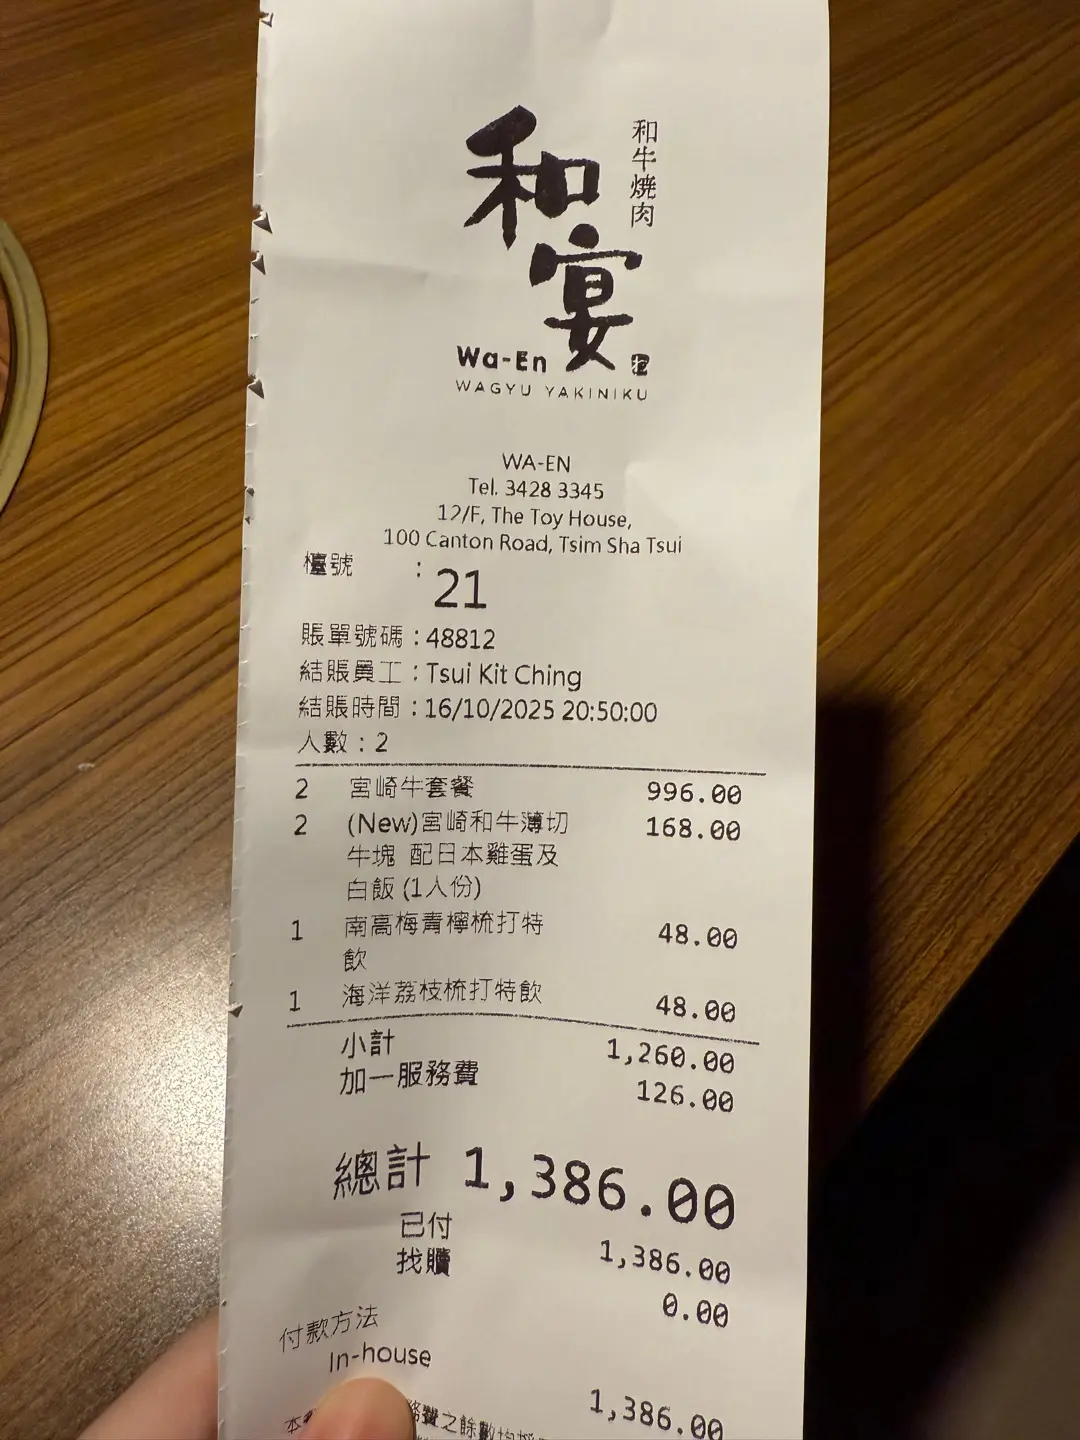 和宴
和牛焼肉
Wa-En
WAGYU YAKINIKU
WA-EN
Tel. 3428 3345
12/F, The Toy House,
100 Canton Road, Tsim Sha Tsui
檯號 : 21
賬單號碼 : 48812
結賬員工 : Tsui Kit Ching
結賬時間 : 16/10/2025 20:50:00
人數 : 2
2 宮崎牛套餐 996.00
2 (New)宮崎和牛薄切 168.00
牛塊 配日本雞蛋及
白飯 (1人份)
1 南高梅青檸梳打特 48.00
飲
1 海洋荔枝梳打特飲 48.00
小計 1,260.00
加一服務費 126.00
總計 1,386.00
已付 1,386.00
找贖 0.00
付款方法
In-house 1,386.00
務費之餘數均